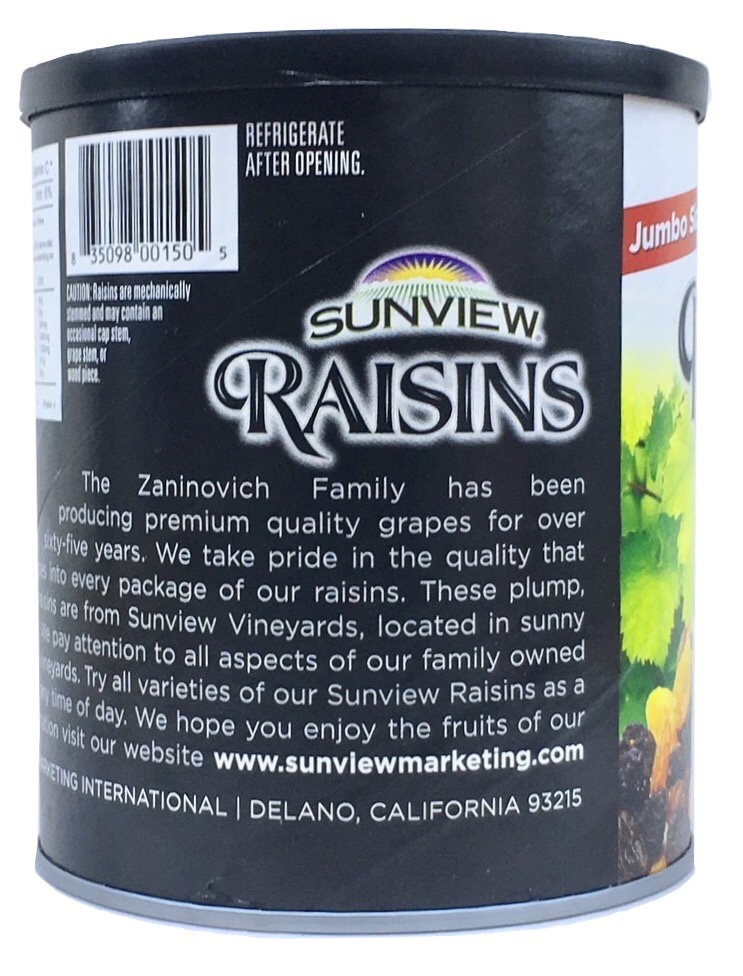 REFRIGERATE
AFTER OPENING.
8 35098 00150 5
CAUTION: Raisins are mechanically
stemmed and may contain an
occasional cap stem,
grape stem, or
wood piece.
Jumbo
SUNVIEW
RAISINS
The Zaninovich Family has been
producing premium quality grapes for over
sixty-five years. We take pride in the quality that
into every package of our raisins. These plump,
are from Sunview Vineyards, located in sunny
We pay attention to all aspects of our family owned
vineyards. Try all varieties of our Sunview Raisins as a
time of day. We hope you enjoy the fruits of our
visit our website www.sunviewmarketing.com
INTERNATIONAL | DELANO, CALIFORNIA 93215